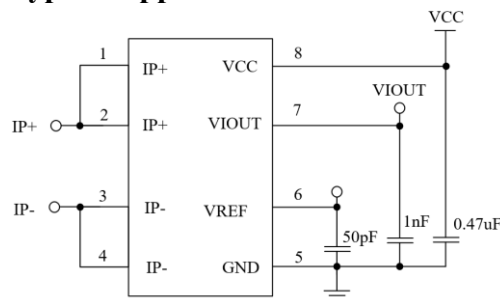 VCC
1
IP+
VCC
8
VIOUT
IP+
2
IP+
VIOUT
7
IP-
3
IP-
VREF
6
50pF
1nF
0.47uF
4
IP-
GND
5